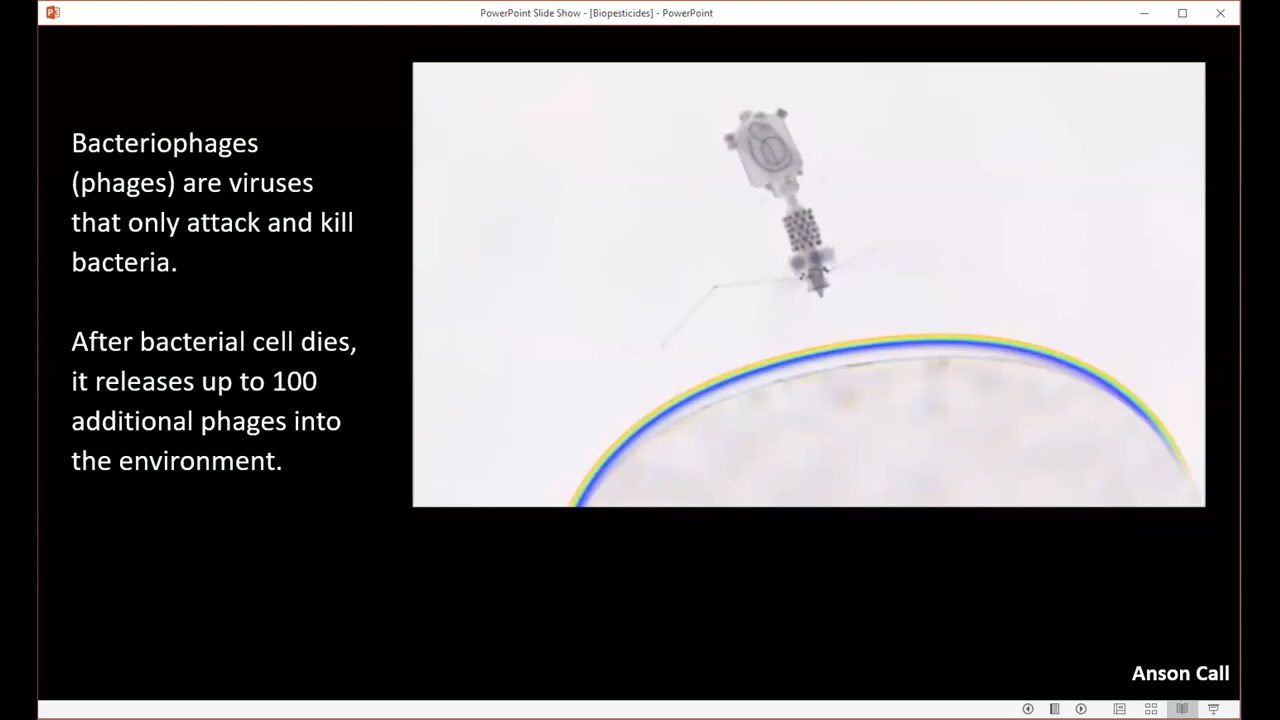 PowerPoint Slide Show - [Biopesticides] - PowerPoint
Bacteriophages
(phages) are viruses
that only attack and kill
bacteria.
After bacterial cell dies,
it releases up to 100
additional phages into
the environment.
Anson Call